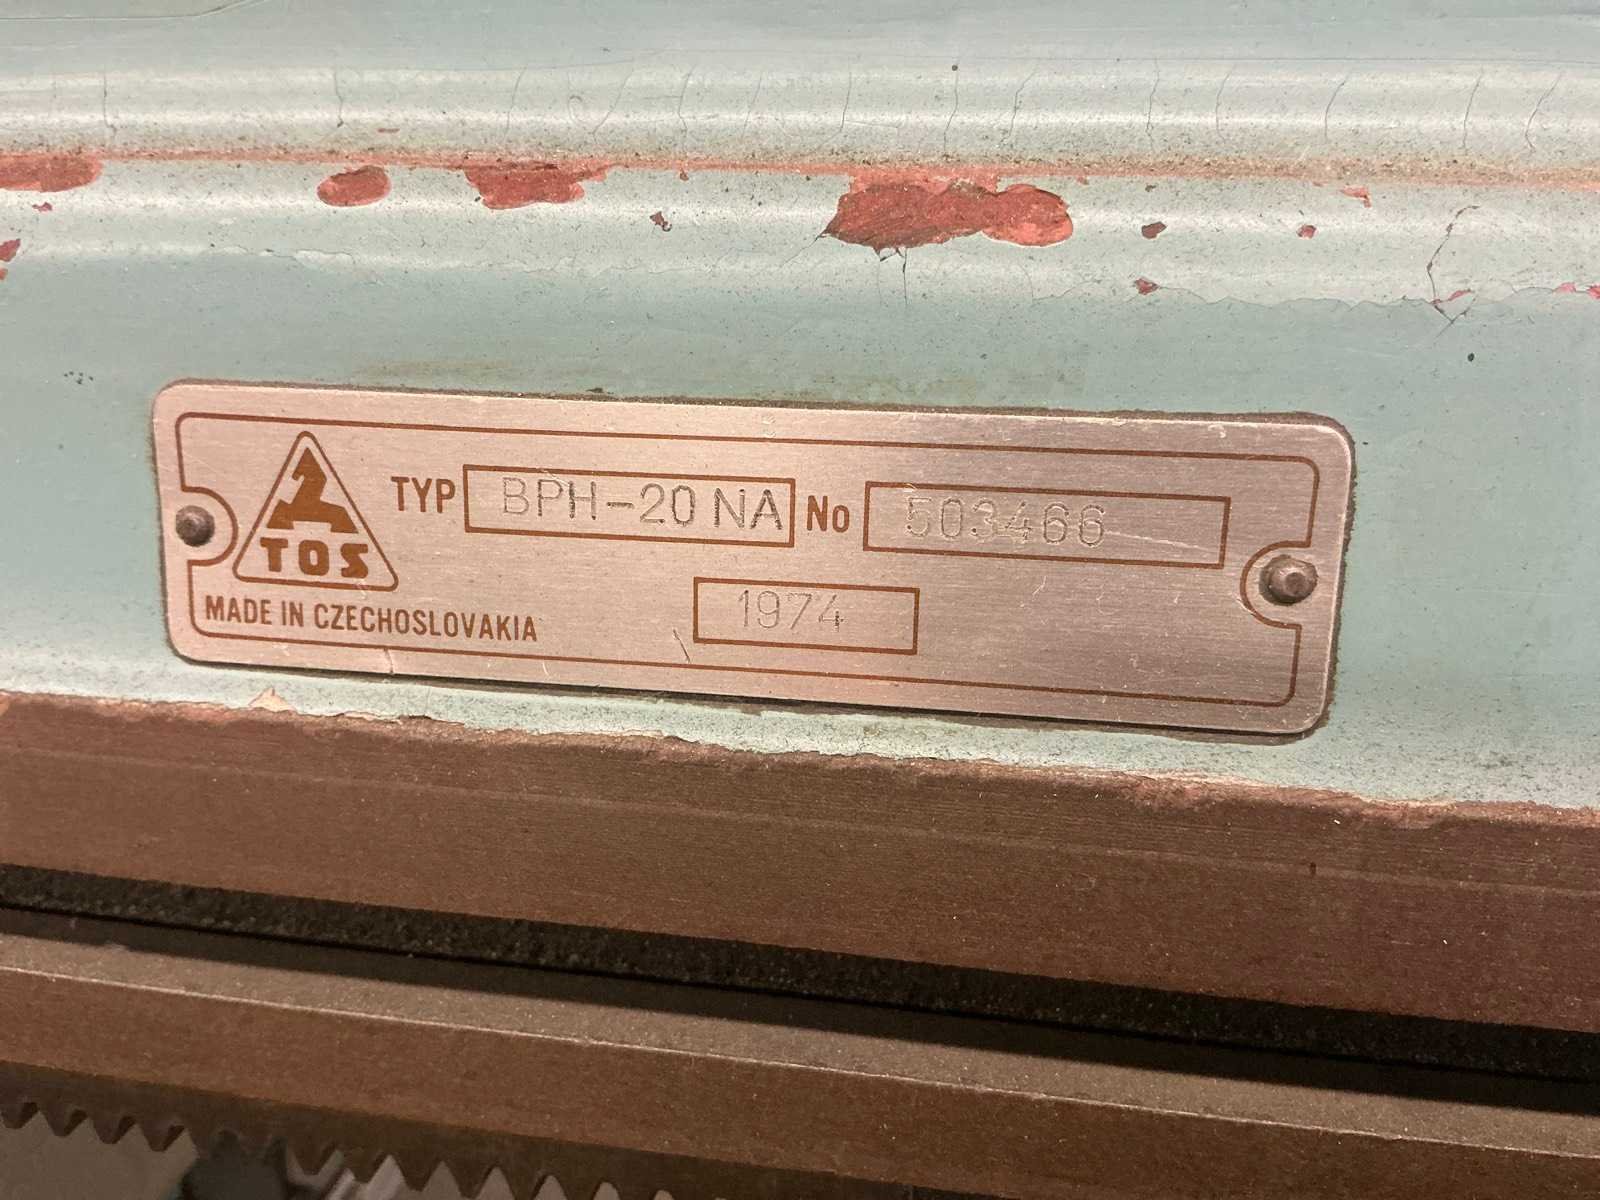 TYP BPH-20 NA No 503466
TOS
1974
MADE IN CZECHOSLOVAKIA